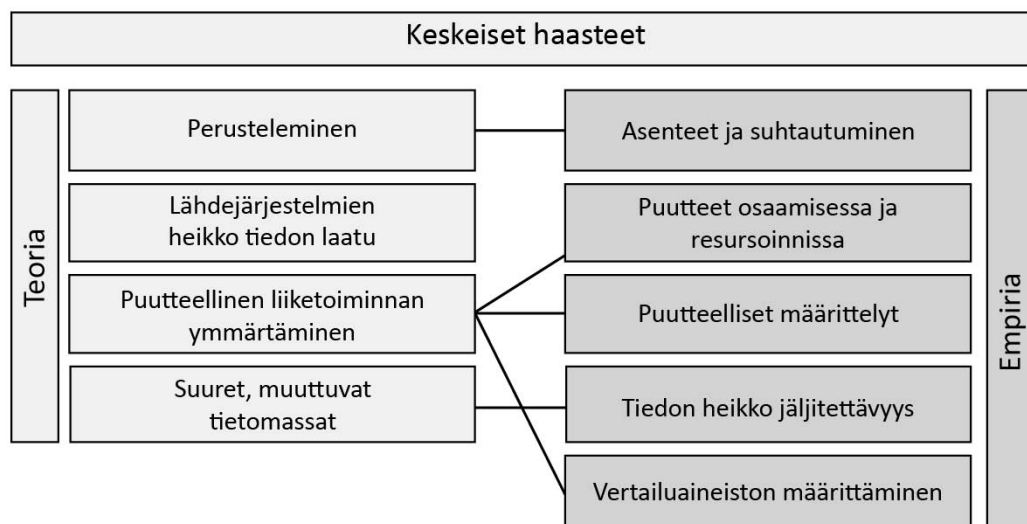 Keskeiset haasteet
Teoria
Perusteleminen
Lähdejärjestelmien
heikko tiedon laatu
Puutteellinen liiketoiminnan
ymmärtäminen
Suuret, muuttuvat
tietomassat
Asenteet ja suhtautuminen
Puutteet osaamisessa ja
resursoinnissa
Puutteelliset määrittelyt
Tiedon heikko jäljitettävyys
Vertailuaineiston määrittäminen
Empiria